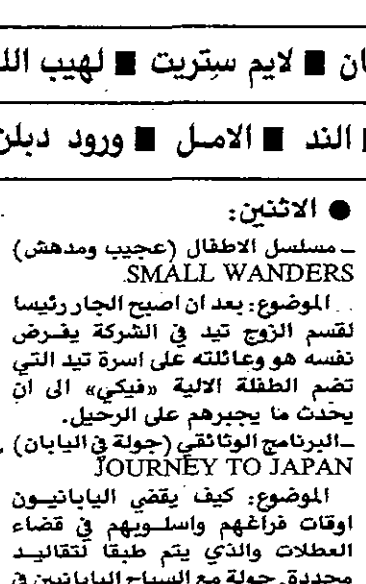 ان ■ لايم ستريت ■ لهيب الل
■ الند ■ الامل ■ ورود دبلن
● الاثنين:
ـ مسلسل الاطفال (عجيب ومدهش)
SMALL WANDERS.
الموضوع: بعد ان اصبح الجار رئيسا
لقسم الزوج تيد في الشركة يفرض
نفسه هو وعائلته على اسرة تيد التي
تضم الطفلة الالية «فيكي» الى ان
يحدث ما يجبرهم على الرحيل.
ـ البرنامج الوثائقي (جولة في اليابان)
JOURNEY TO JAPAN
الموضوع: كيف يقضي اليابانيون
اوقات فراغهم واسلوبهم في قضاء
العطلات والذي يتم طبقا لتقاليد
محددة. جولة مع السياح اليابانيين في